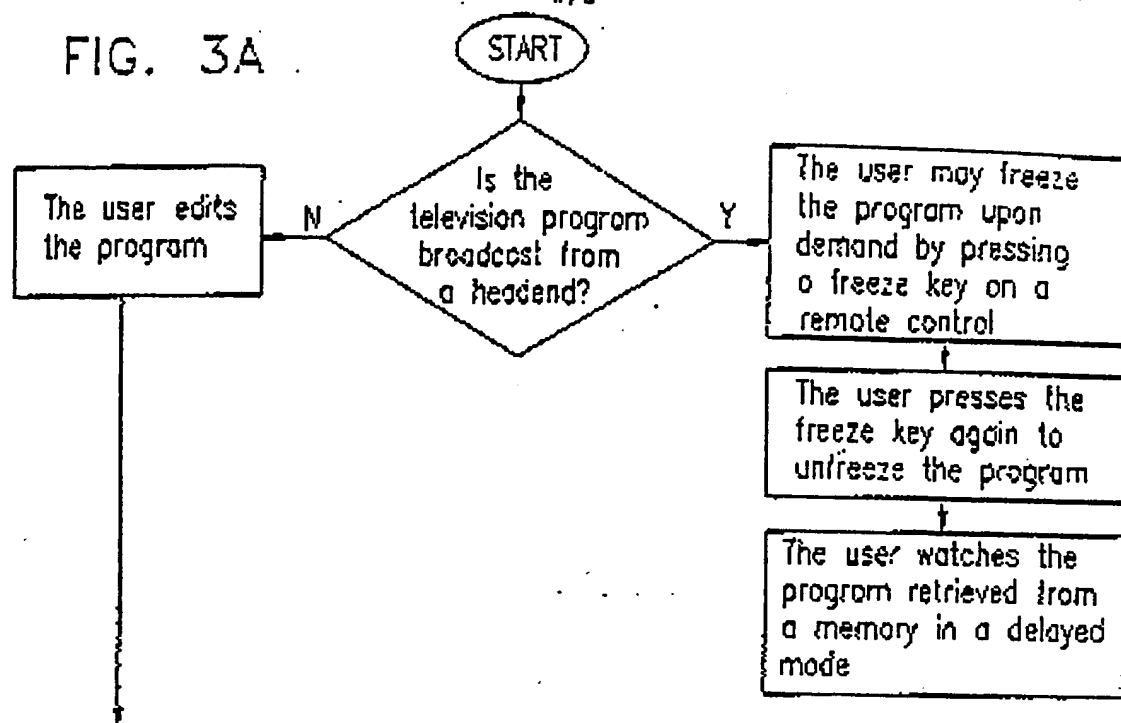 FIG. 3A
START
Is the
television program
broadcast from
a headend?
N
Y
The user edits
the program
The user may freeze
the program upon
demand by pressing
a freeze key on a
remote control
The user presses the
freeze key again to
unfreeze the program
The user watches the
program retrieved from
a memory in a delayed
mode